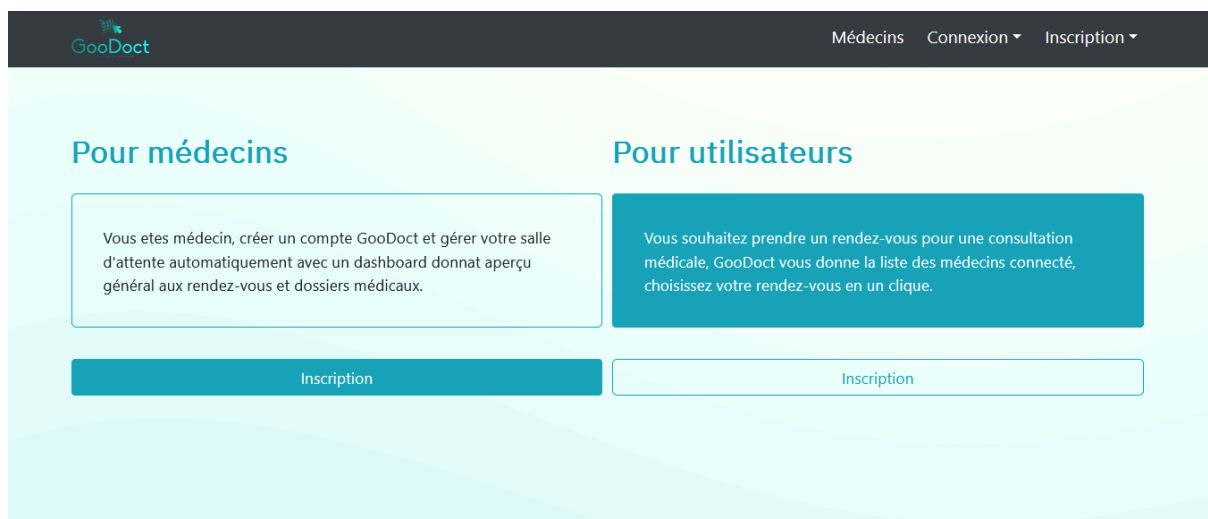 GooDoct
Médecins Connexion Inscription
Pour médecins
Vous etes médecin, créer un compte GooDoct et gérer votre salle
d'attente automatiquement avec un dashboard donnat aperçu
général aux rendez-vous et dossiers médicaux.
Inscription
Pour utilisateurs
Vous souhaitez prendre un rendez-vous pour une consultation
médicale, GooDoct vous donne la liste des médecins connecté,
choisissez votre rendez-vous en un clique.
Inscription